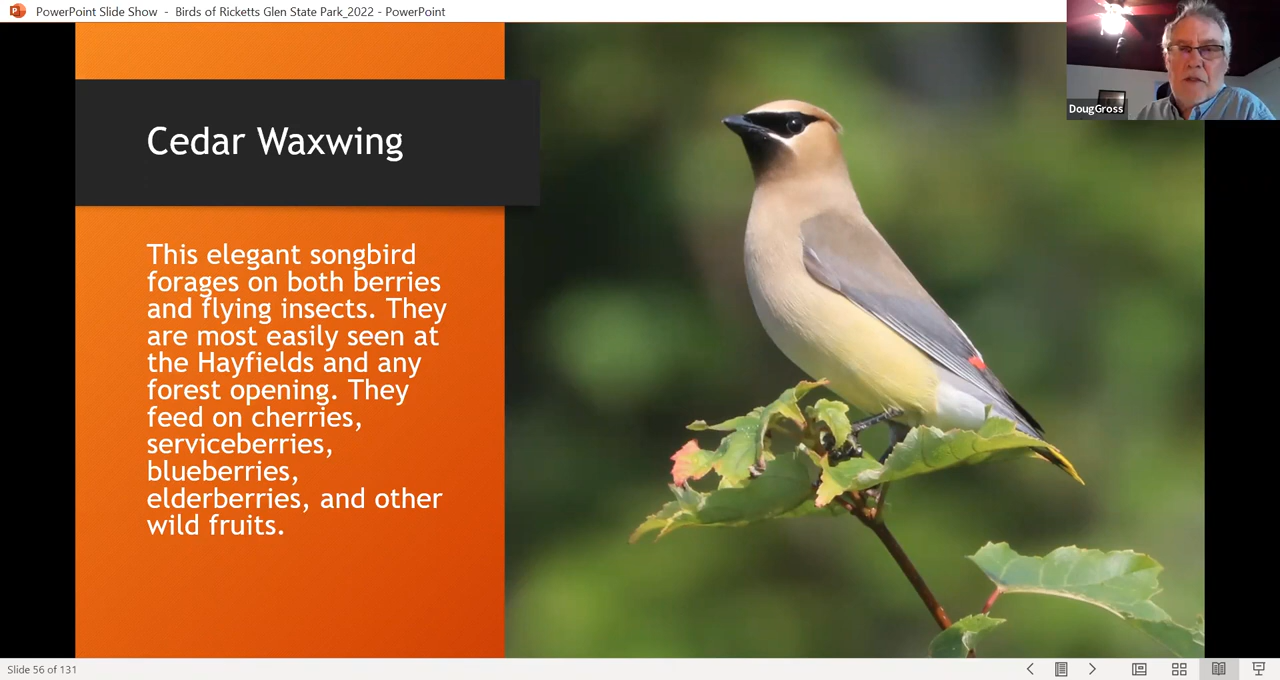 PowerPoint Slide Show - Birds of Ricketts Glen State Park_2022 - PowerPoint
DougGross
Cedar Waxwing
This elegant songbird
forages on both berries
and flying insects. They
are most easily seen at
the Hayfields and any
forest opening. They
feed on cherries,
serviceberries,
blueberries,
elderberries, and other
wild fruits.
Slide 56 of 131